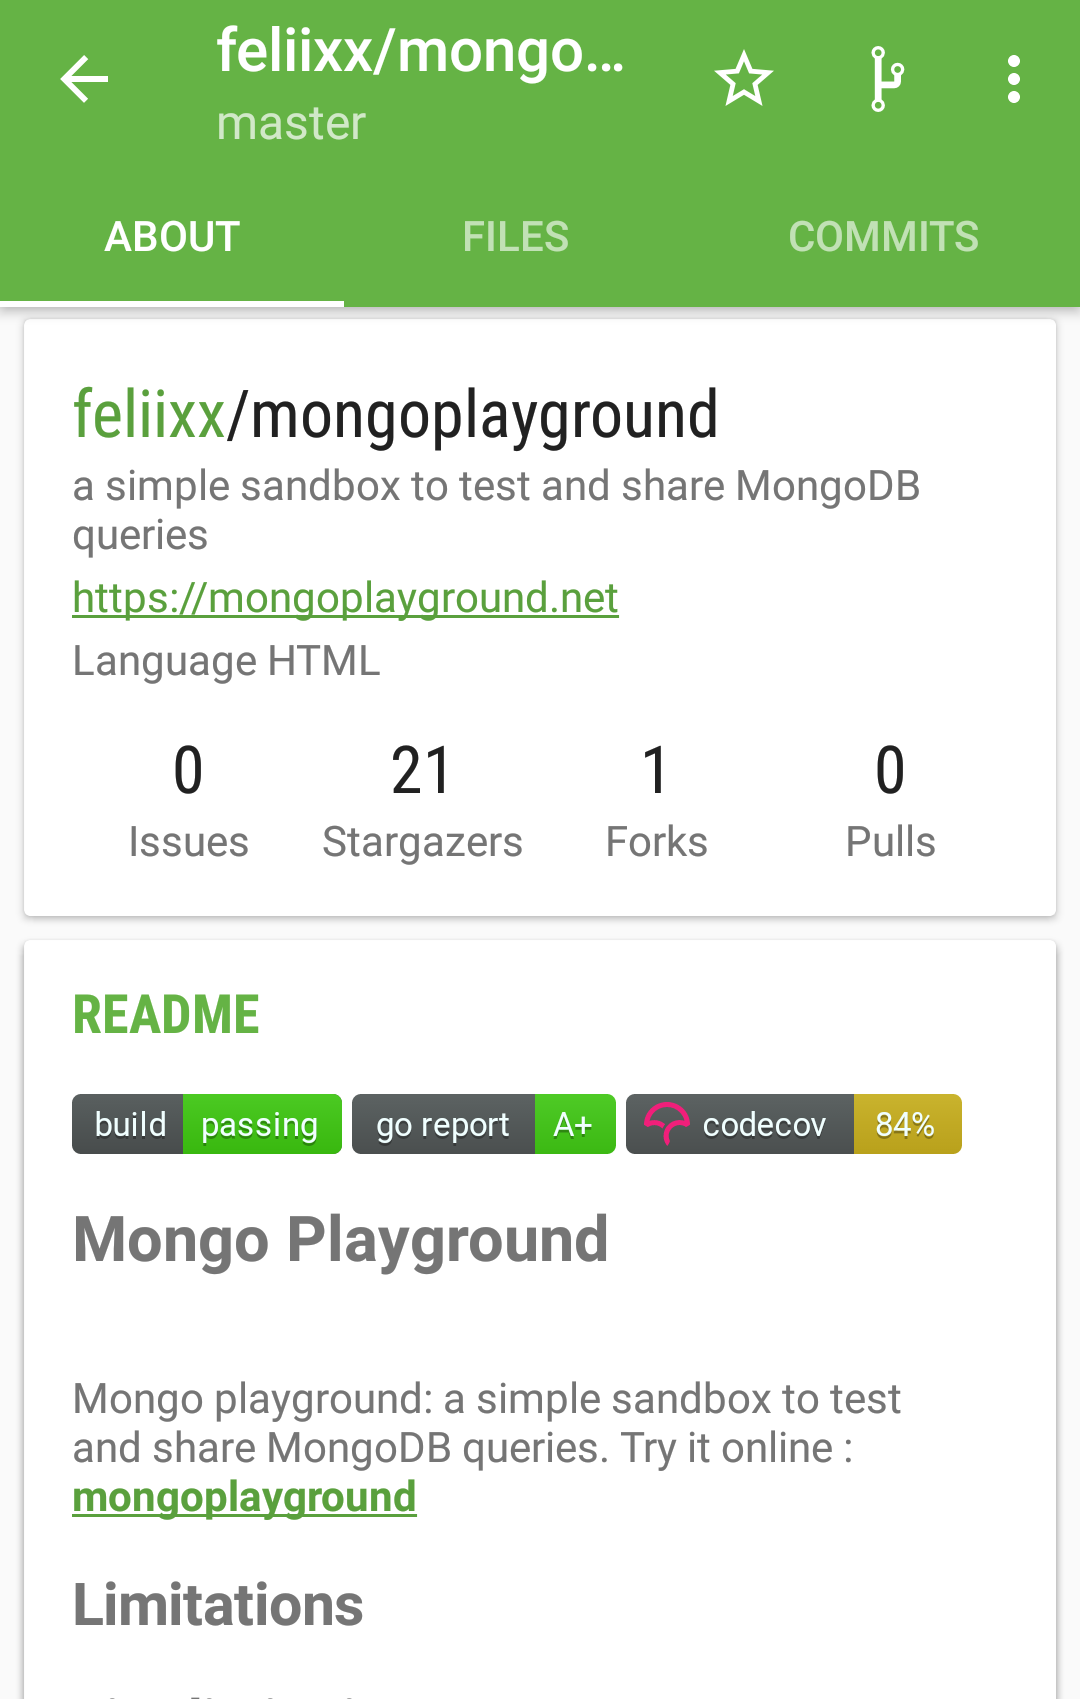 feliixx/mongo...
master
ABOUT FILES COMMITS
feliixx/mongoplayground
a simple sandbox to test and share MongoDB
queries
https://mongoplayground.net
Language HTML
0 21 1 0
Issues Stargazers Forks Pulls
README
build passing go report A+ codecov 84%
Mongo Playground
Mongo playground: a simple sandbox to test
and share MongoDB queries. Try it online :
mongoplayground
Limitations